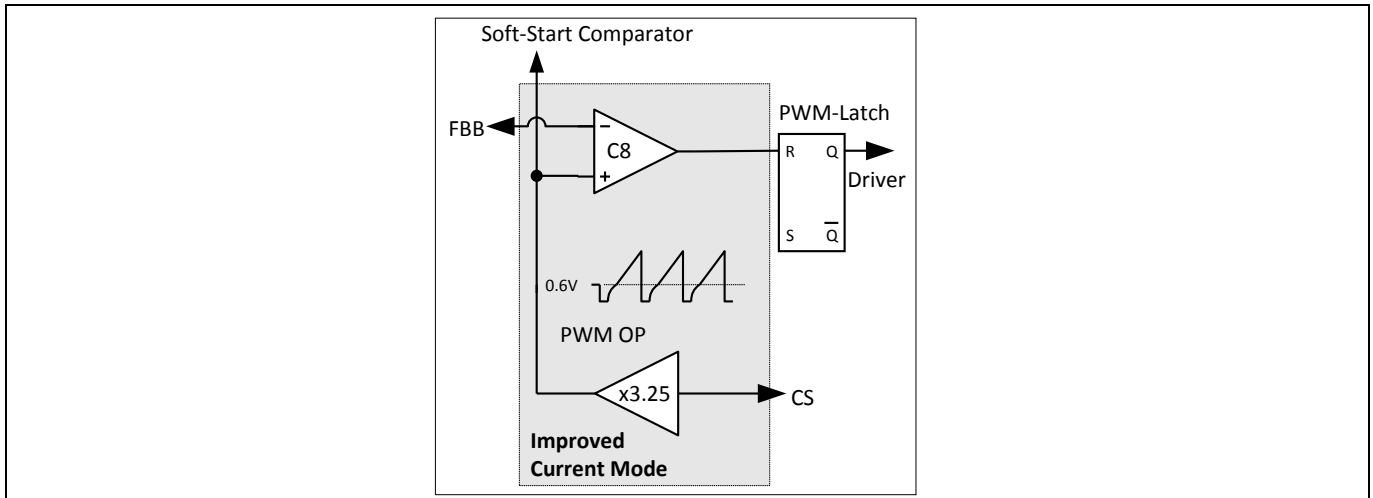 Soft-Start Comparator
FBB
−
C8
+
PWM-Latch
R Q
Driver
S Q̅
0.6V
PWM OP
x3.25
CS
Improved
Current Mode